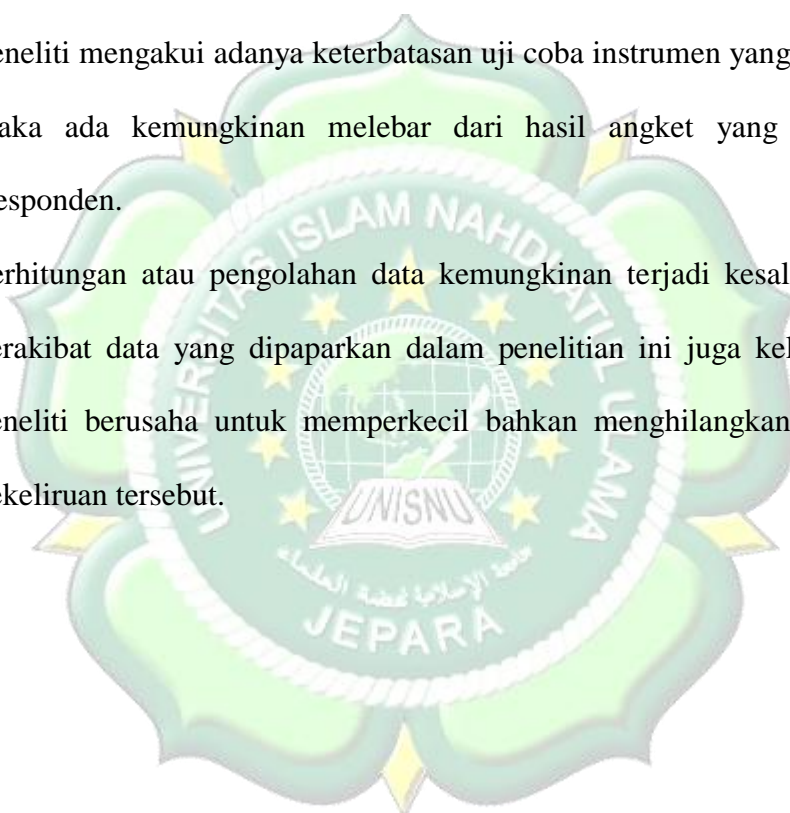 eneliti mengakui adanya keterbatasan uji coba instrumen yang
aka ada kemungkinan melebar dari hasil angket yang
esponden.
erhitungan atau pengolahan data kemungkinan terjadi kesal
erakibat data yang dipaparkan dalam penelitian ini juga kel
eneliti berusaha untuk memperkecil bahkan menghilangkan
ekeliruan tersebut.
UNIVERSITAS ISLAM NAHDLATUL ULAMA
UNISNU
JEPARA